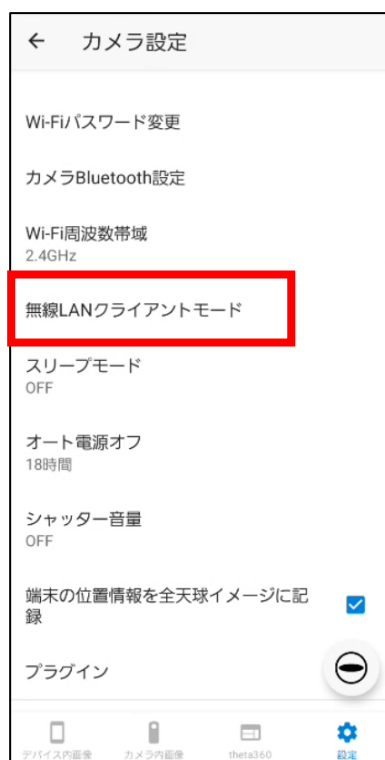 カメラ設定
Wi-Fiパスワード変更
カメラBluetooth設定
Wi-Fi周波数帯域
2.4GHz
無線LANクライアントモード
スリープモード
OFF
オート電源オフ
18時間
シャッター音量
OFF
端末の位置情報を全天球イメージに記
録
プラグイン
デバイス内画像 カメラ内画像 theta360 設定